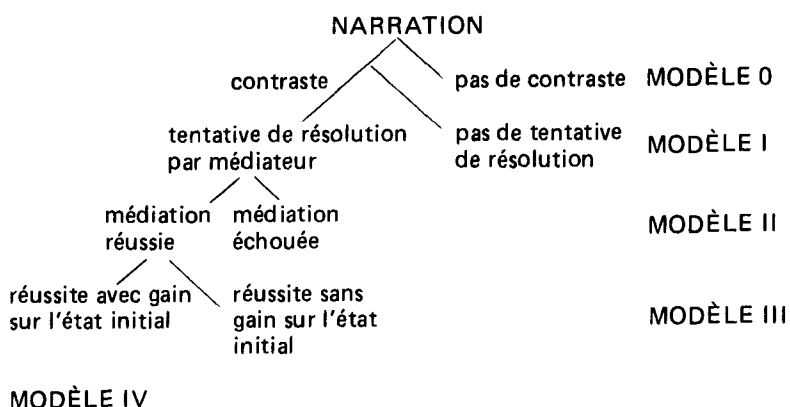 NARRATION
contraste
pas de contraste MODÈLE 0
tentative de résolution
par médiateur
pas de tentative
de résolution
MODÈLE I
médiation
réussie
médiation
échouée
MODÈLE II
réussite avec gain
sur l'état initial
réussite sans
gain sur l'état
initial
MODÈLE III
MODÈLE IV